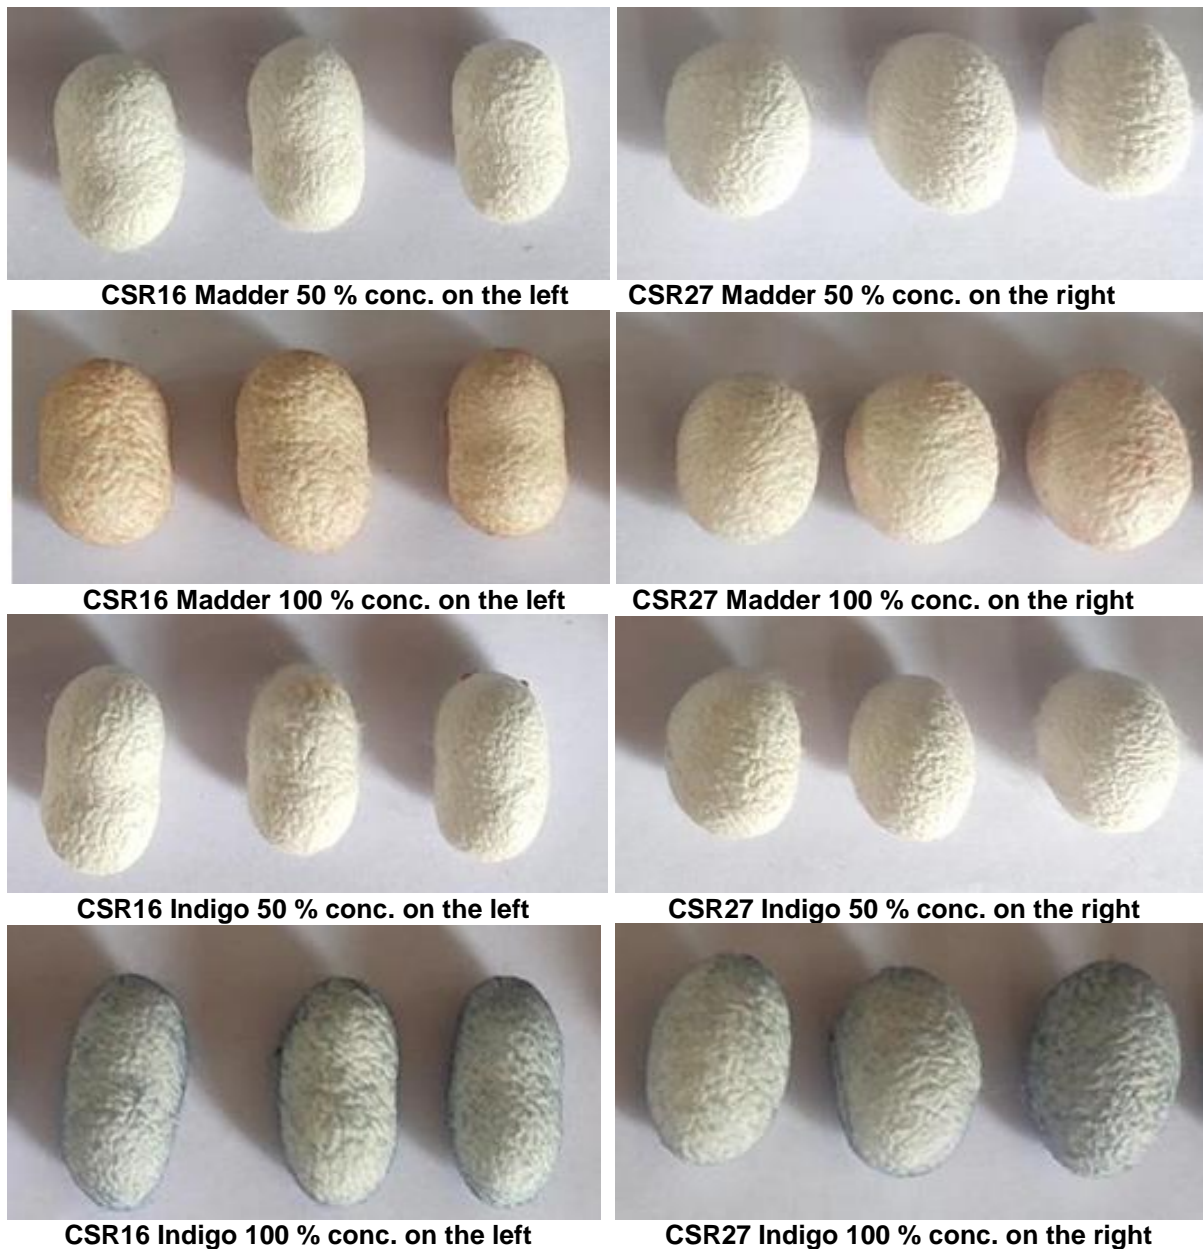 CSR16 Madder 50 % conc. on the left
CSR27 Madder 50 % conc. on the right
CSR16 Madder 100 % conc. on the left
CSR27 Madder 100 % conc. on the right
CSR16 Indigo 50 % conc. on the left
CSR27 Indigo 50 % conc. on the right
CSR16 Indigo 100 % conc. on the left
CSR27 Indigo 100 % conc. on the right